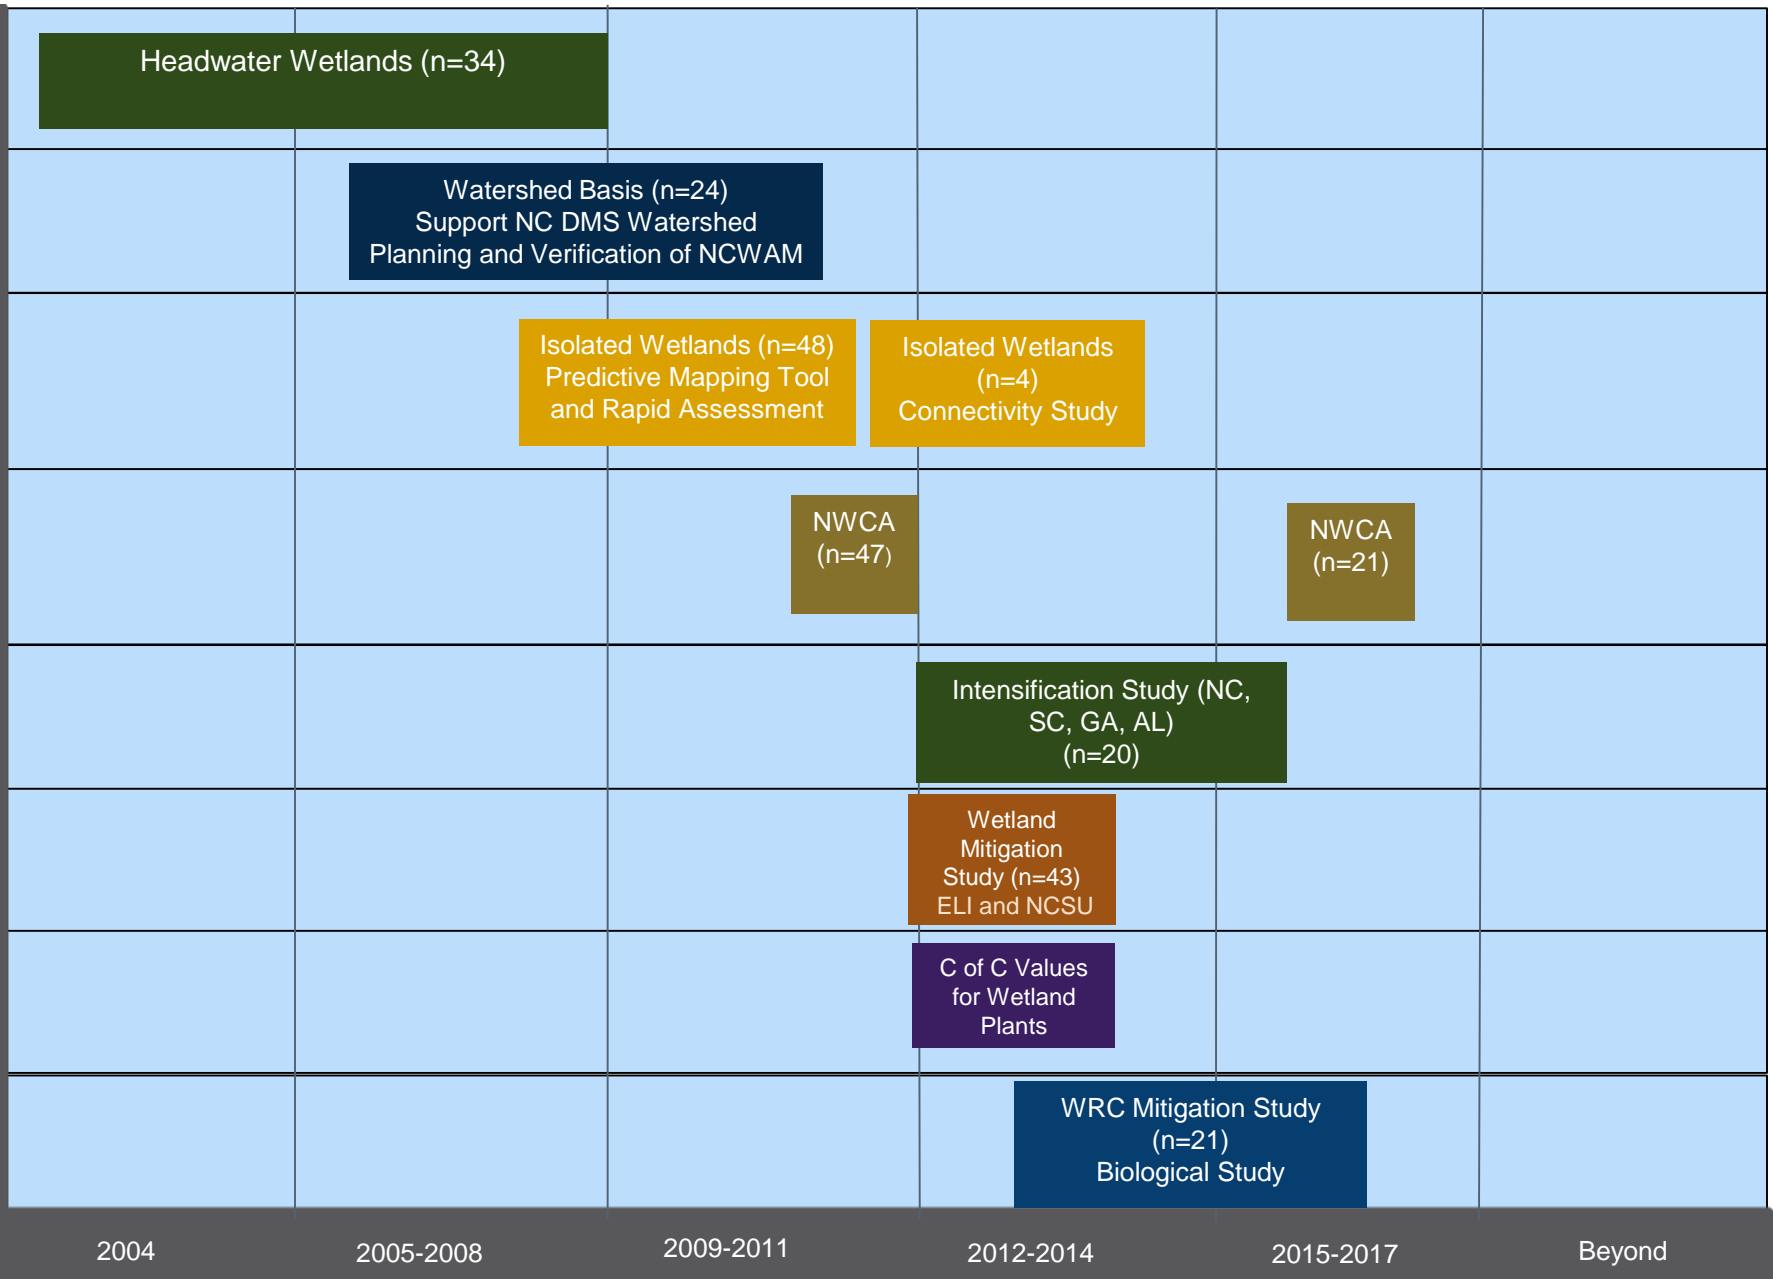 Headwater Wetlands (n=34)
Watershed Basis (n=24)
Support NC DMS Watershed
Planning and Verification of NCWAM
Isolated Wetlands (n=48)
Predictive Mapping Tool
and Rapid Assessment
Isolated Wetlands
(n=4)
Connectivity Study
NWCA
(n=47)
NWCA
(n=21)
Intensification Study (NC,
SC, GA, AL)
(n=20)
Wetland
Mitigation
Study (n=43)
ELI and NCSU
C of C Values
for Wetland
Plants
WRC Mitigation Study
(n=21)
Biological Study
2004
2005-2008
2009-2011
2012-2014
2015-2017
Beyond